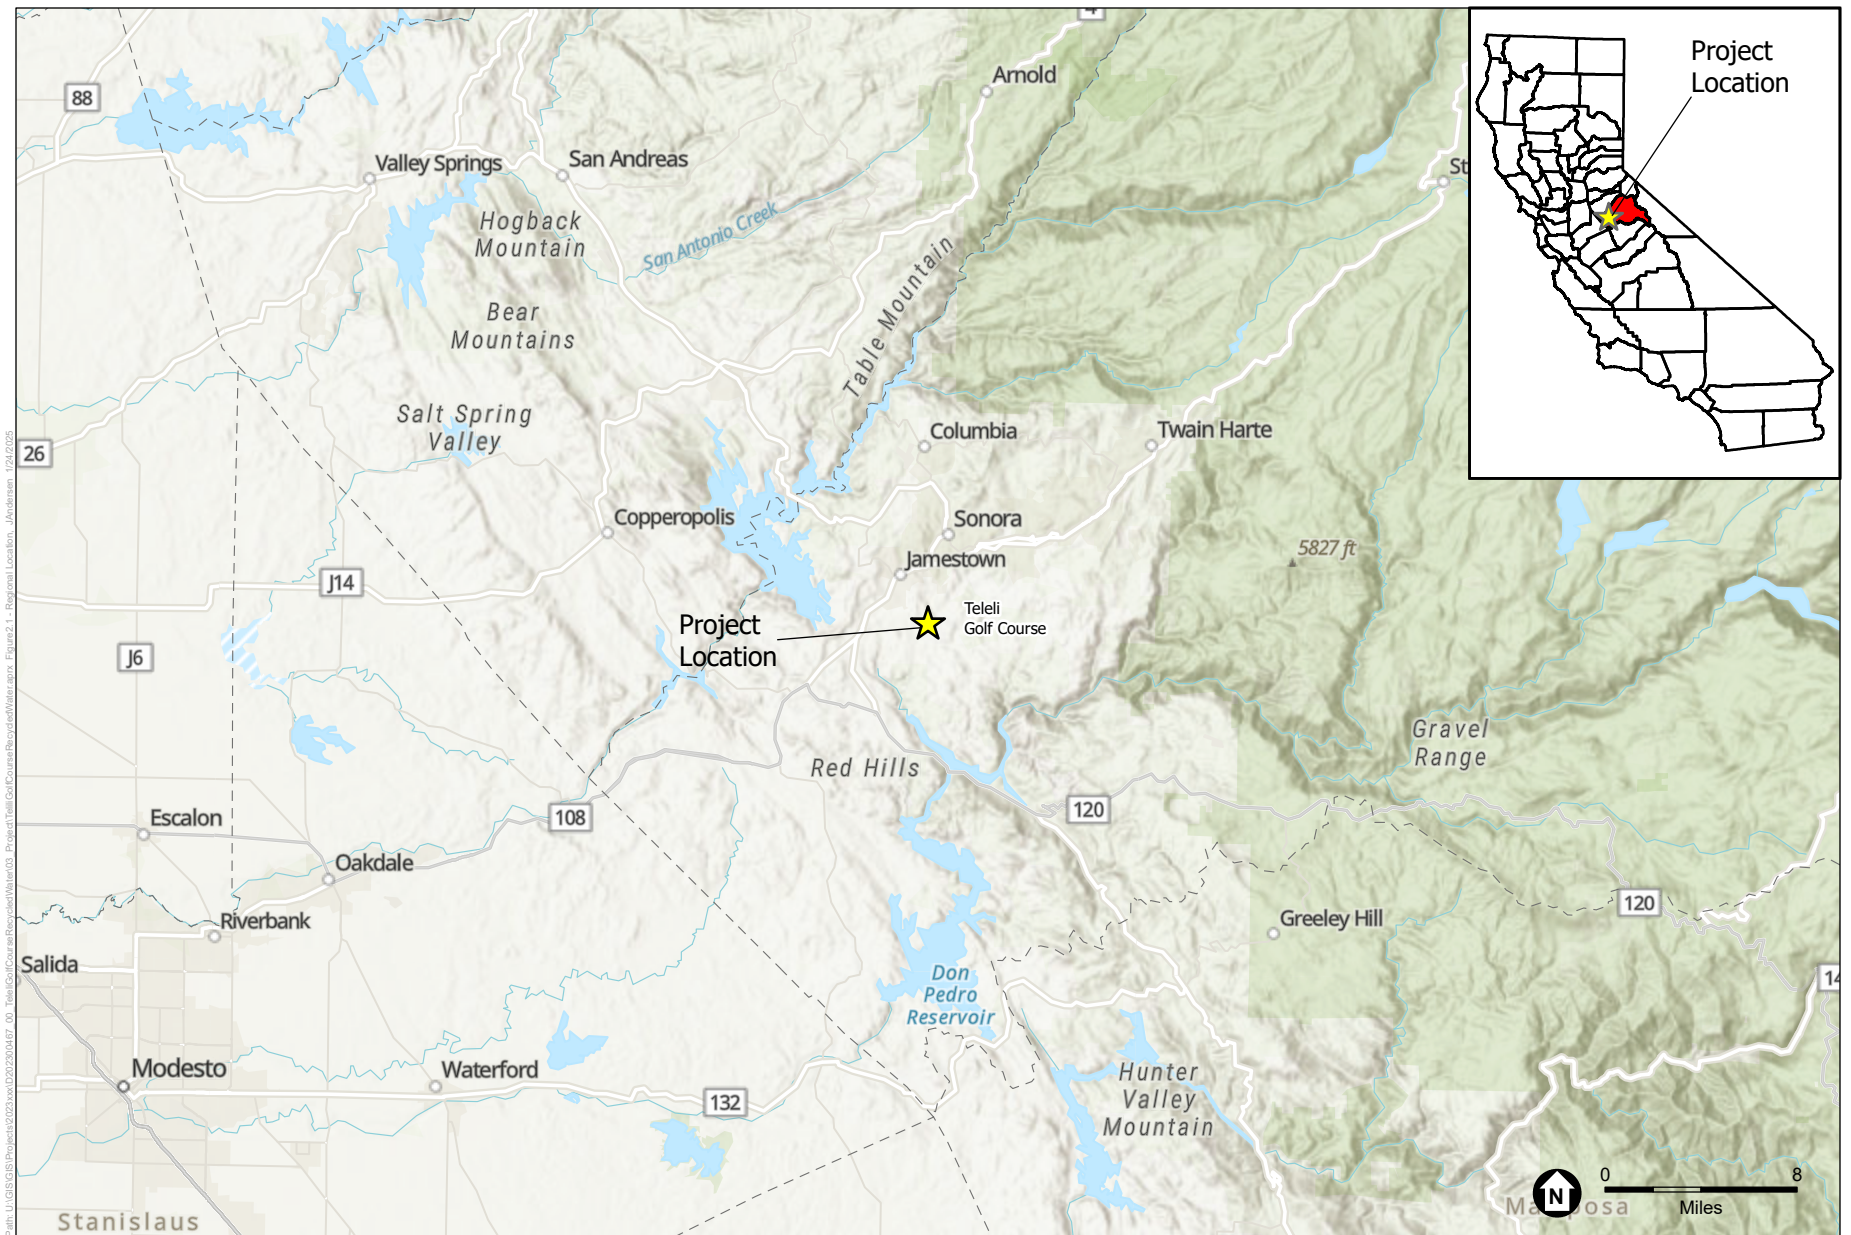 4
Arnold
88
Project
Location
Valley Springs
San Andreas
St
Hogback
Mountain
San Antonio Creek
Table Mountain
Bear
Mountains
Salt Spring
Valley
26
Columbia
Twain Harte
Copperopolis
Sonora
5827 ft
Jamestown
J14
Teleli
Golf Course
Project
Location
J6
Gravel
Range
Red Hills
120
108
Escalon
Oakdale
120
Riverbank
Greeley Hill
Salida
Don
Pedro
Reservoir
14
Modesto
Waterford
Hunter
Valley
Mountain
132
0 8
N
Miles
Stanislaus